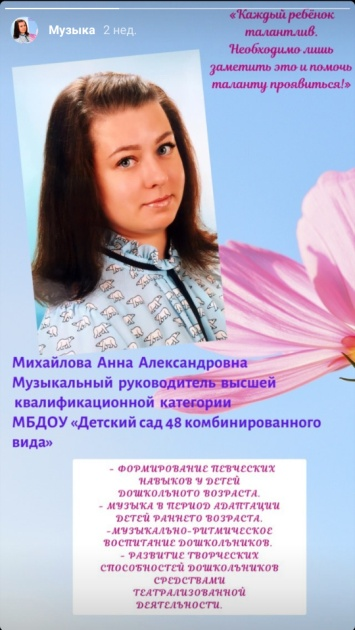 Музыка 2 нед.
«Каждый ребёнок
талантлив.
Необходимо лишь
заметить это и помочь
таланту проявиться!»
Михайлова Анна Александровна
Музыкальный руководитель высшей
квалификационной категории
МБДОУ «Детский сад 48 комбинированного
вида»
- ФОРМИРОВАНИЕ ПЕВЧЕСКИХ
НАВЫКОВ У ДЕТЕЙ
ДОШКОЛЬНОГО ВОЗРАСТА.
- МУЗЫКА В ПЕРИОД АДАПТАЦИИ
ДЕТЕЙ РАННЕГО ВОЗРАСТА.
-МУЗЫКАЛЬНО-РИТМИЧЕСКОЕ
ВОСПИТАНИЕ ДОШКОЛЬНИКОВ.
- РАЗВИТИЕ ТВОРЧЕСКИХ
СПОСОБНОСТЕЙ ДОШКОЛЬНИКОВ
СРЕДСТВАМИ
ТЕАТРАЛИЗОВАННОЙ
ДЕЯТЕЛЬНОСТИ.